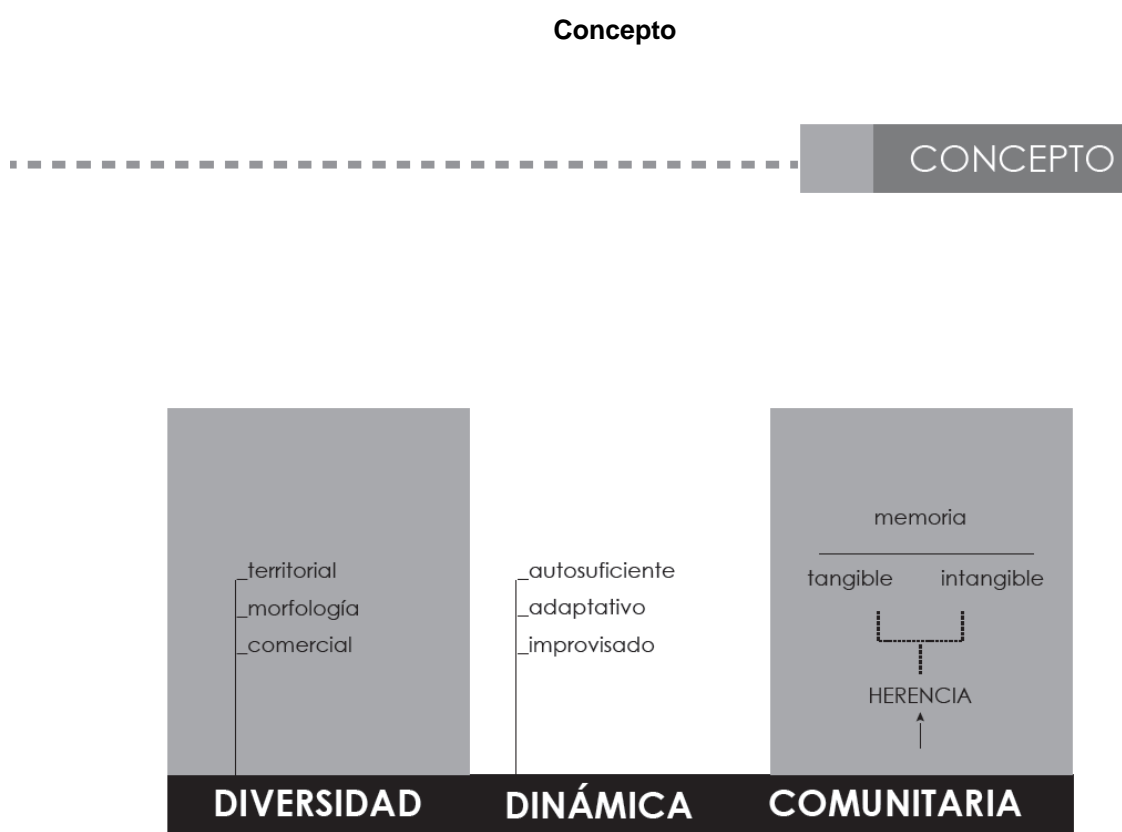 Concepto
CONCEPTO
_territorial
_morfología
_comercial
_autosuficiente
_adaptativo
_improvisado
memoria
tangible intangible
HERENCIA
DIVERSIDAD DINÁMICA COMUNITARIA